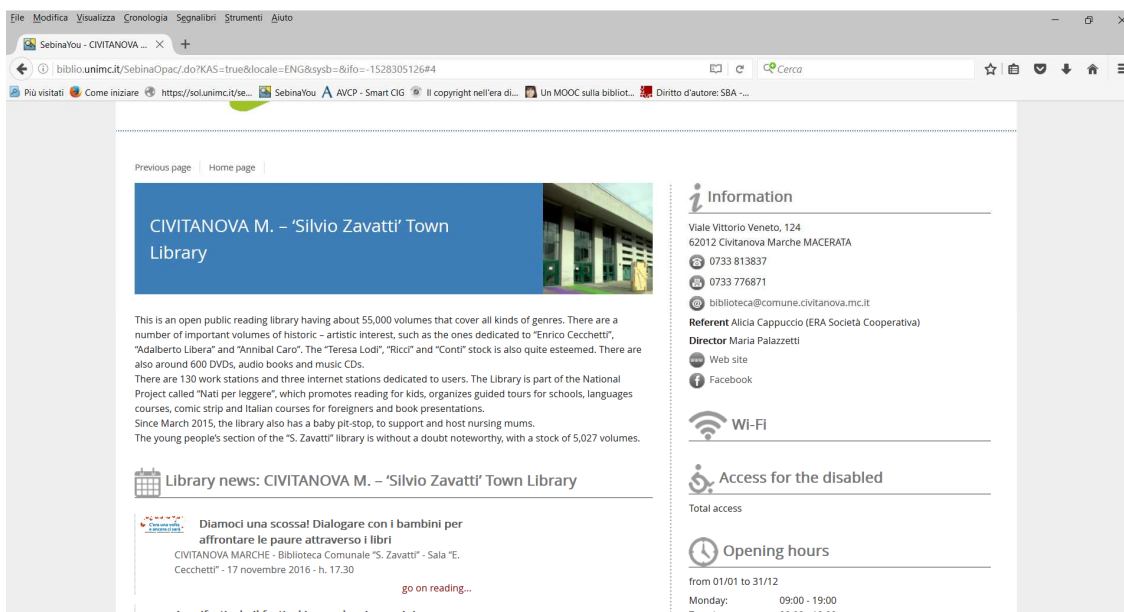 File Modifica Visualizza Cronologia Segnalibri Strumenti Aiuto
SebinaYou - CIVITANOVA ...
biblio.unimc.it/SebinaOpac/.do?KAS=true&locale=ENG&sysb=&ifo=-1528305126#4
Cerca
Più visitati Come iniziare https://sol.unimc.it/se... SebinaYou AVCP - Smart CIG Il copyright nell'era di... Un MOOC sulla bibliot... Diritto d'autore: SBA -...
Previous page Home page
CIVITANOVA M. – ‘Silvio Zavatti’ Town
Library
This is an open public reading library having about 55,000 volumes that cover all kinds of genres. There are a
number of important volumes of historic – artistic interest, such as the ones dedicated to “Enrico Cecchetti”,
“Adalberto Libera” and “Annibal Caro”. The “Teresa Lodi”, “Ricci” and “Conti” stock is also quite esteemed. There are
also around 600 DVDs, audio books and music CDs.
There are 130 work stations and three internet stations dedicated to users. The Library is part of the National
Project called “Nati per leggere”, which promotes reading for kids, organizes guided tours for schools, languages
courses, comic strip and Italian courses for foreigners and book presentations.
Since March 2015, the library also has a baby pit-stop, to support and host nursing mums.
The young people’s section of the “S. Zavatti” library is without a doubt noteworthy, with a stock of 5,027 volumes.
Library news: CIVITANOVA M. – ‘Silvio Zavatti’ Town Library
C'era una volta
e ancora ci sarà
Diamoci una scossa! Dialogare con i bambini per
affrontare le paure attraverso i libri
CIVITANOVA MARCHE - Biblioteca Comunale “S. Zavatti” - Sala “E.
Cecchetti” - 17 novembre 2016 - h. 17.30
go on reading...
Information
Viale Vittorio Veneto, 124
62012 Civitanova Marche MACERATA
0733 813837
0733 776871
biblioteca@comune.civitanova.mc.it
Referent Alicia Cappuccio (ERA Società Cooperativa)
Director Maria Palazzetti
www Web site
Facebook
Wi-Fi
Access for the disabled
Total access
Opening hours
from 01/01 to 31/12
Monday: 09:00 - 19:00